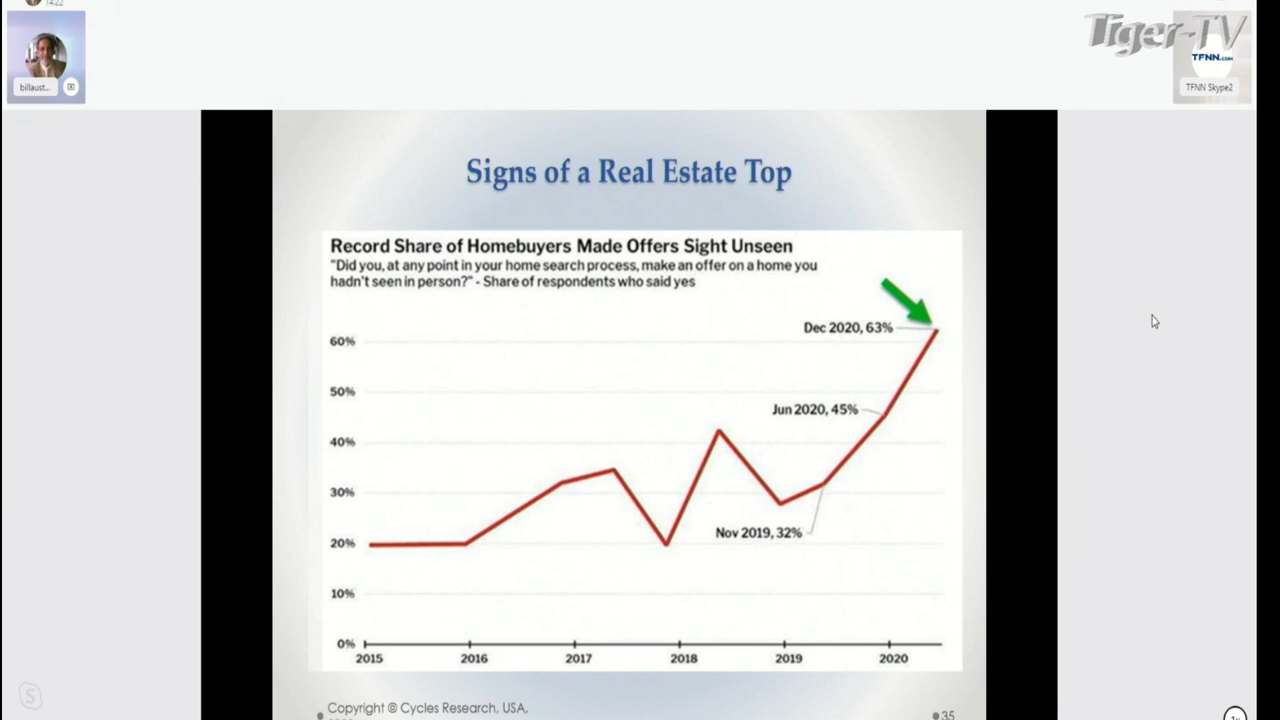 14:22
Tiger-TV
billaust...
TFNN.COM
TFNN Skype2
Signs of a Real Estate Top
Record Share of Homebuyers Made Offers Sight Unseen
"Did you, at any point in your home search process, make an offer on a home you
hadn't seen in person?" - Share of respondents who said yes
Dec 2020, 63%
60%
50%
Jun 2020, 45%
40%
30%
Nov 2019, 32%
20%
10%
0%
2015 2016 2017 2018 2019 2020
Copyright @ Cycles Research, USA,
35